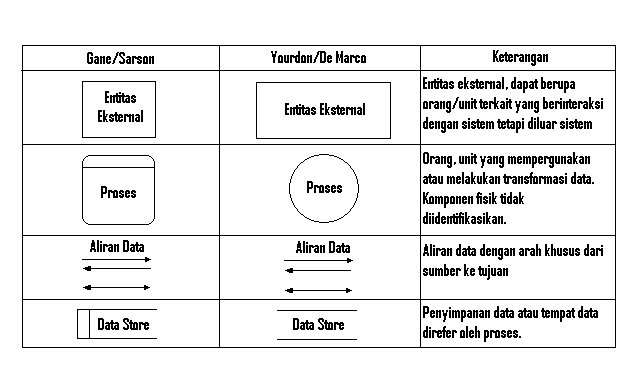 Gane/Sarson
Yourdon/De Marco
Keterangan
Entitas
Eksternal
Entitas Eksternal
Entitas eksternal, dapat berupa
orang/unit terkait yang berinteraksi
dengan sistem tetapi diluar sistem
Proses
Proses
Orang, unit yang mempergunakan
atau melakukan transformasi data.
Komponen fisik tidak
diidentifikasikan.
Aliran Data
Aliran Data
Aliran data dengan arah khusus dari
sumber ke tujuan
Data Store
Data Store
Penyimpanan data atau tempat data
direfer oleh proses.